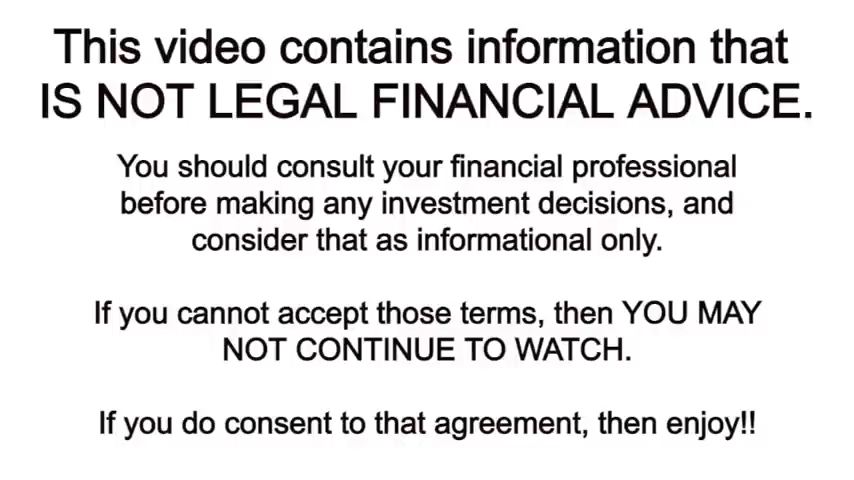 This video contains information that
IS NOT LEGAL FINANCIAL ADVICE.
You should consult your financial professional
before making any investment decisions, and
consider that as informational only.
If you cannot accept those terms, then YOU MAY
NOT CONTINUE TO WATCH.
If you do consent to that agreement, then enjoy!!